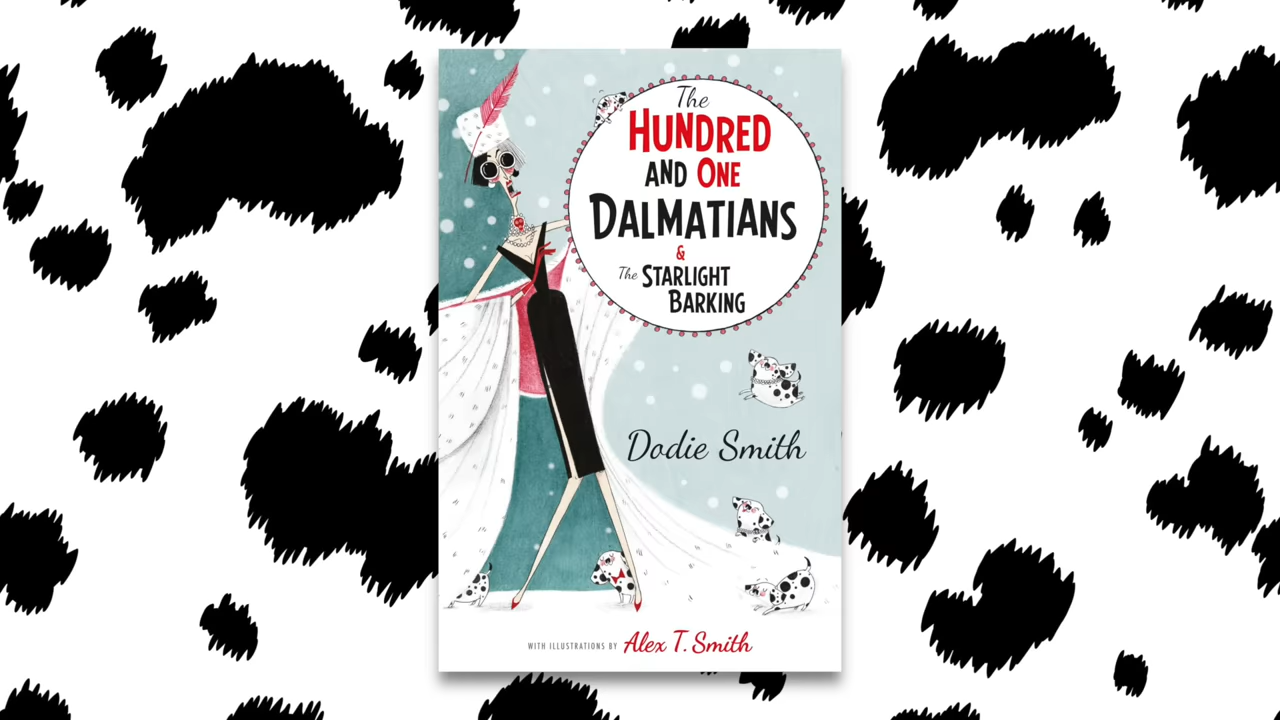 The
HUNDRED
AND ONE
DALMATIANS
&
The STARLIGHT
BARKING
Dodie Smith
WITH ILLUSTRATIONS BY Alex T. Smith